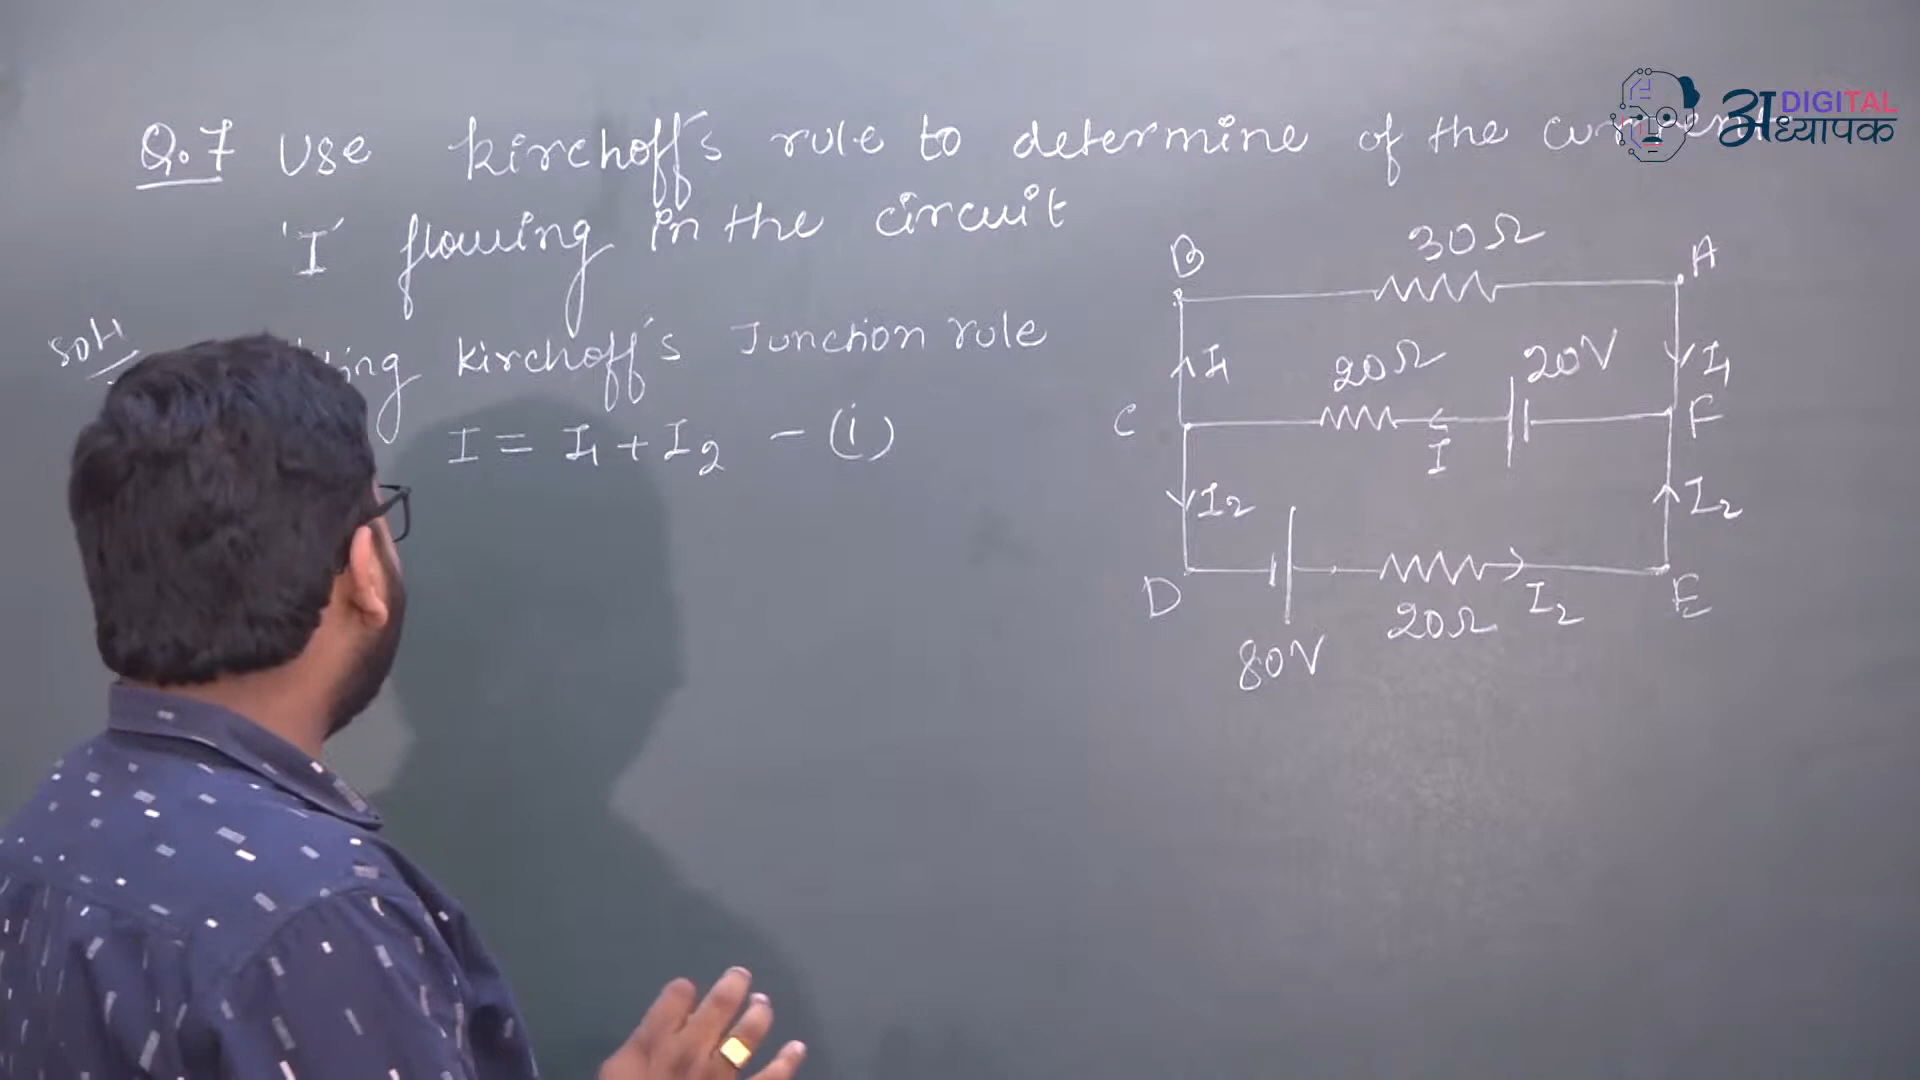 Q.7 Use kirchoff's rule to determine of the current
'I' flowing in the circuit
Soln
kirchoff's Junction rule
I = I1 + I2 - (i)
B
30Ω
A
I1
20Ω
20V
I1
C
I
F
I2
I2
D
80V
20Ω
I2
E
DIGITAL
अध्यापक